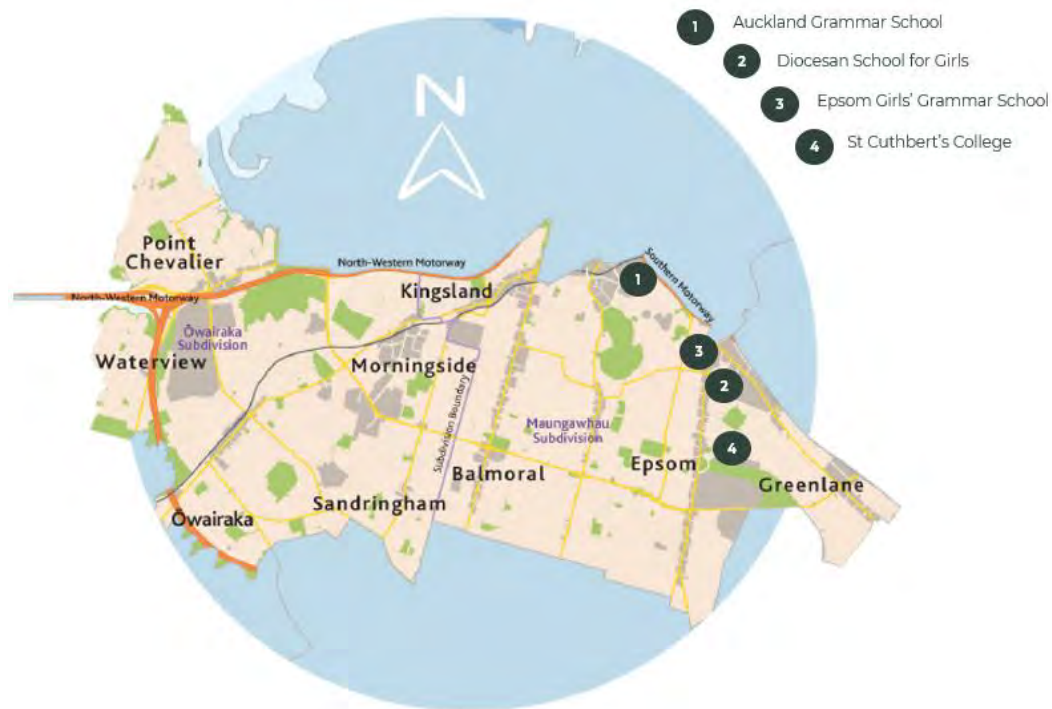 1 Auckland Grammar School
2 Diocesan School for Girls
3 Epsom Girls' Grammar School
4 St Cuthbert's College
N
Point
Chevalier
North-Western Motorway
Kingsland
Southern Motorway
1
North-Western Motorway
Ōwairaka
Subdivision
Waterview
Morningside
3
2
Subdivision Boundary
Maungawhau
Subdivision
4
Balmoral
Epsom
Greenlane
Sandringham
Ōwairaka